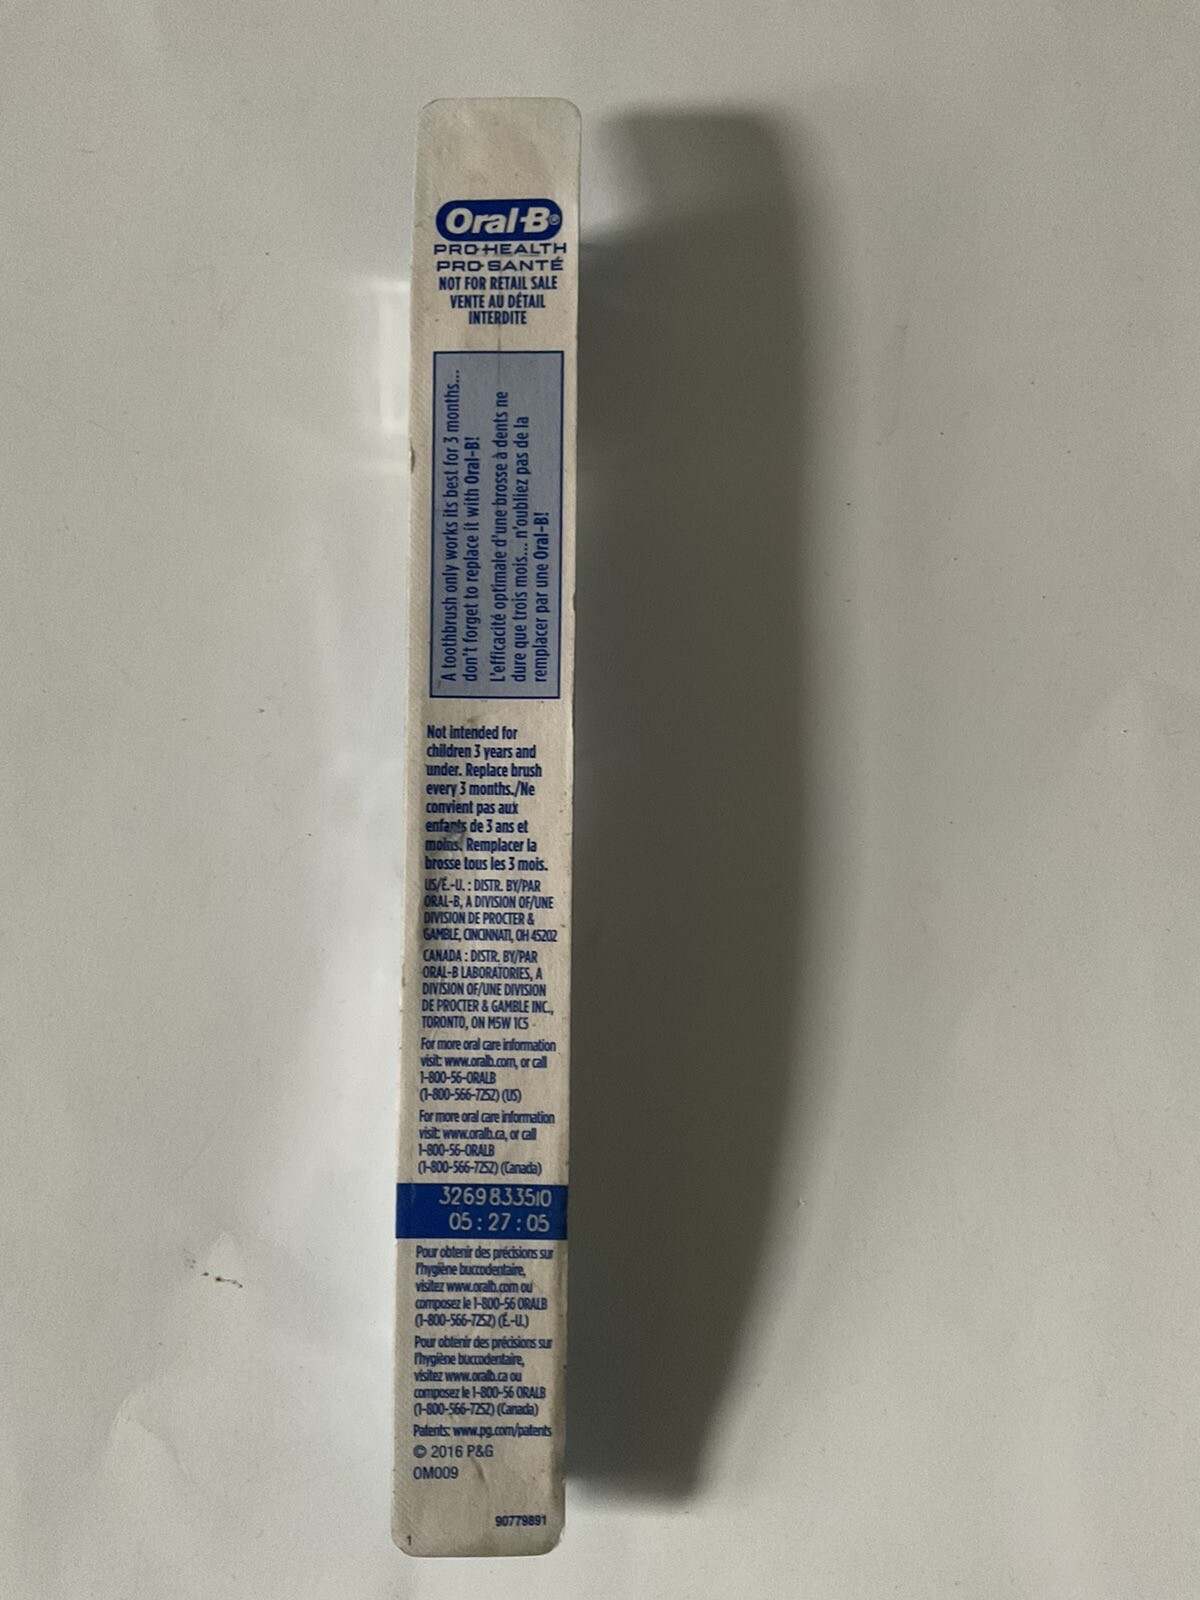 Oral-B®
PRO-HEALTH
PRO-SANTÉ
NOT FOR RETAIL SALE
VENTE AU DÉTAIL
INTERDITE
A toothbrush only works its best for 3 months...
don't forget to replace it with Oral-B!
L'efficacité optimale d'une brosse à dents ne
dure que trois mois... n'oubliez pas de la
remplacer par une Oral-B!
Not intended for
children 3 years and
under. Replace brush
every 3 months./Ne
convient pas aux
enfants de 3 ans et
moins. Remplacer la
brosse tous les 3 mois.
US/É.-U. : DISTR. BY/PAR
ORAL-B, A DIVISION OF/UNE
DIVISION DE PROCTER &
GAMBLE, CINCINNATI, OH 45202
CANADA : DISTR. BY/PAR
ORAL-B LABORATORIES, A
DIVISION OF/UNE DIVISION
DE PROCTER & GAMBLE INC.,
TORONTO, ON M5W 1C5
For more oral care information
visit: www.oralb.com, or call
1-800-56-ORALB
(1-800-566-7252) (US)
For more oral care information
visit: www.oralb.ca, or call
1-800-56-ORALB
(1-800-566-7252) (Canada)
3269833510
05:27:05
Pour obtenir des précisions sur
l'hygiène buccodentaire,
visitez www.oralb.com ou
composez le 1-800-56 ORALB
(1-800-566-7252) (É.-U.)
Pour obtenir des précisions sur
l'hygiène buccodentaire,
visitez www.oralb.ca ou
composez le 1-800-56 ORALB
(1-800-566-7252) (Canada)
Patents: www.pg.com/patents
© 2016 P&G
OM009
90779891
1